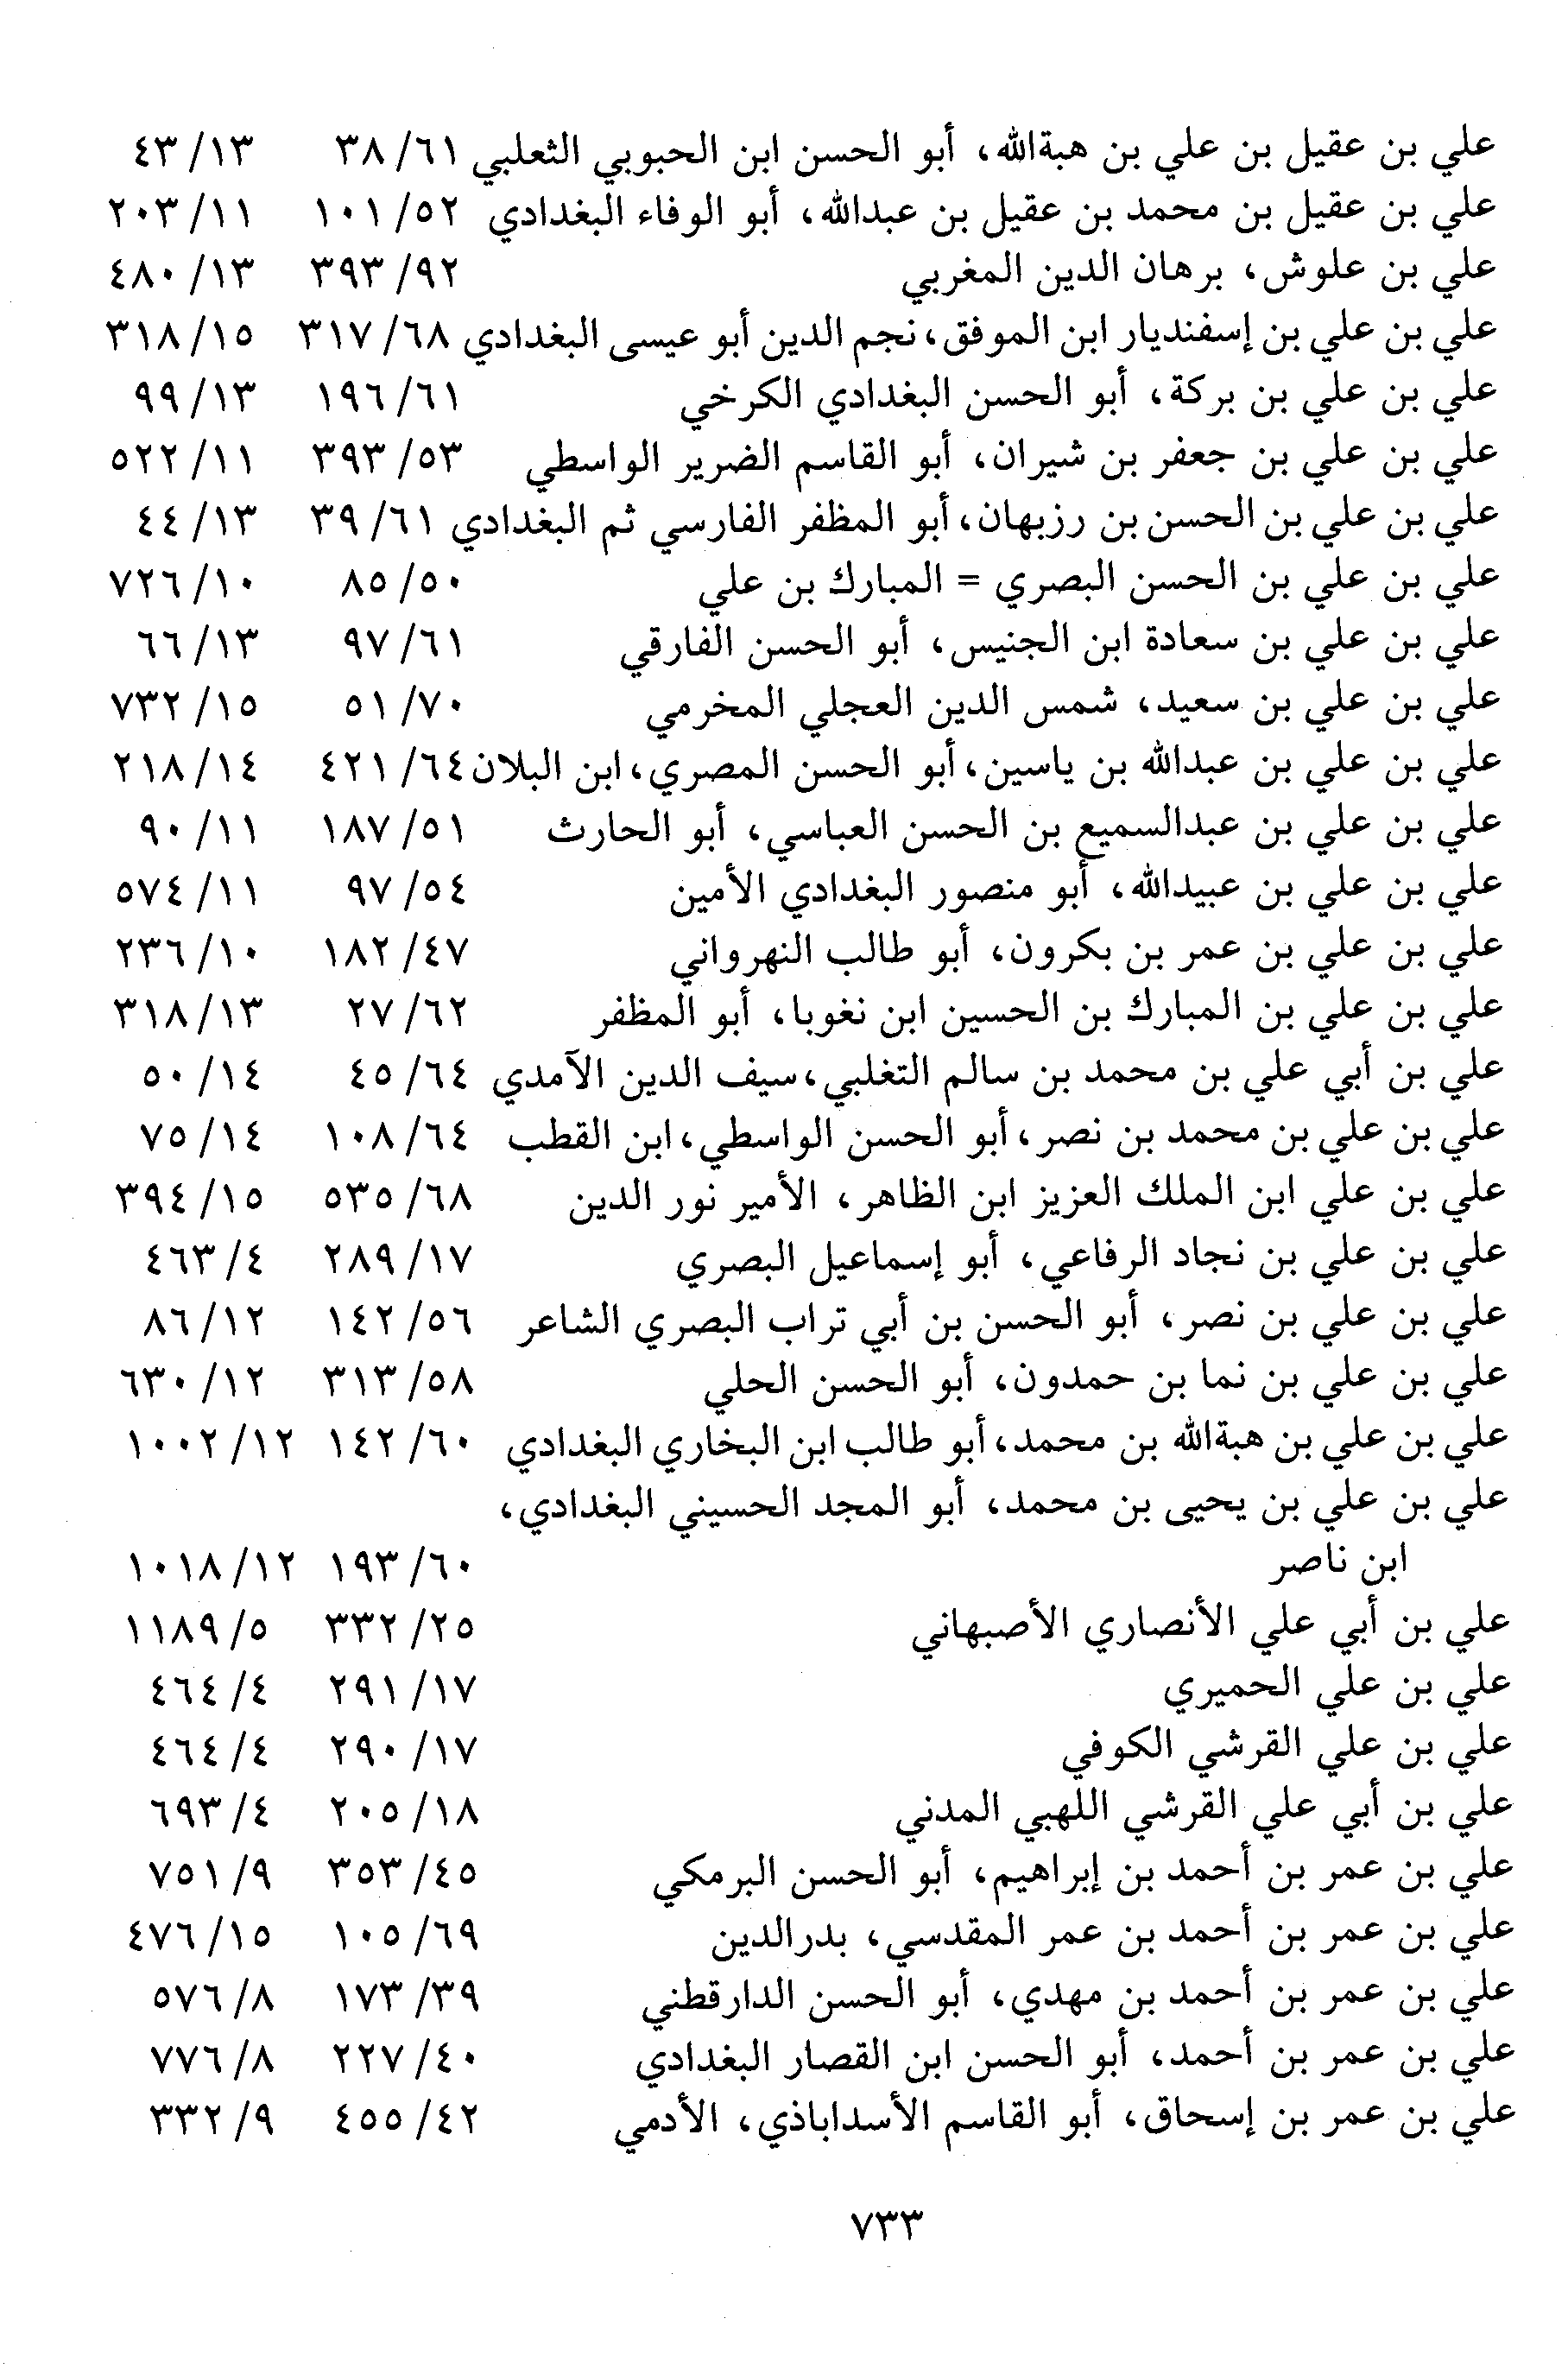 علي بن عقيل بن علي بن هبةالله، أبو الحسن ابن الحبوبي الثعلبي ٦١/ ٣٨ ١٣/ ٤٣
علي بن عقيل بن محمد بن عقيل بن عبدالله، أبو الوفاء البغدادي ٥٢/ ١٠١ ١١/ ٢٠٣
علي بن علوش، برهان الدين المغربي ٩٢/ ٣٩٣ ١٣/ ٤٨٠
علي بن علي بن إسفنديار ابن الموفق، نجم الدين أبو عيسى البغدادي ٦٨/ ٣١٧ ١٥/ ٣١٨
علي بن علي بن بركة، أبو الحسن البغدادي الكرخي ٦١/ ١٩٦ ١٣/ ٩٩
علي بن علي بن جعفر بن شيران، أبو القاسم الضرير الواسطي ٥٣/ ٣٩٣ ١١/ ٥٢٢
علي بن علي بن الحسن بن رزبهان، أبو المظفر الفارسي ثم البغدادي ٦١/ ٣٩ ١٣/ ٤٤
علي بن علي بن الحسن البصري = المبارك بن علي ٥٠/ ٨٥ ١٠/ ٧٢٦
علي بن علي بن سعادة ابن الجنيس، أبو الحسن الفارقي ٦١/ ٩٧ ١٣/ ٦٦
علي بن علي بن سعيد، شمس الدين العجلي المخرمي ٧٠/ ٥١ ١٥/ ٧٣٢
علي بن علي بن عبدالله بن ياسين، أبو الحسن المصري، ابن البلان ٦٤/ ٤٢١ ١٤/ ٢١٨
علي بن علي بن عبدالسميع بن الحسن العباسي، أبو الحارث ٥١/ ١٨٧ ١١/ ٩٠
علي بن علي بن عبيدالله، أبو منصور البغدادي الأمين ٥٤/ ٩٧ ١١/ ٥٧٤
علي بن علي بن عمر بن بكرون، أبو طالب النهرواني ٤٧/ ١٨٢ ١٠/ ٢٣٦
علي بن علي بن المبارك بن الحسين ابن نغوبا، أبو المظفر ٦٢/ ٢٧ ١٣/ ٣١٨
علي بن أبي علي بن محمد بن سالم التغلبي، سيف الدين الآمدي ٦٤/ ٤٥ ١٤/ ٥٠
علي بن علي بن محمد بن نصر، أبو الحسن الواسطي، ابن القطب ٦٤/ ١٠٨ ١٤/ ٧٥
علي بن علي ابن الملك العزيز ابن الظاهر، الأمير نور الدين ٦٨/ ٥٣٥ ١٥/ ٣٩٤
علي بن علي بن نجاد الرفاعي، أبو إسماعيل البصري ١٧/ ٢٨٩ ٤/ ٤٦٣
علي بن علي بن نصر، أبو الحسن بن أبي تراب البصري الشاعر ٥٦/ ١٤٢ ١٢/ ٨٦
علي بن علي بن نما بن حمدون، أبو الحسن الحلي ٥٨/ ٣١٣ ١٢/ ٦٣٠
علي بن علي بن هبةالله بن محمد، أبو طالب ابن البخاري البغدادي ٦٠/ ١٤٢ ١٢/ ١٠٠٢
علي بن علي بن يحيى بن محمد، أبو المجد الحسيني البغدادي،
ابن ناصر ٦٠/ ١٩٣ ١٢/ ١٠١٨
علي بن أبي علي الأنصاري الأصبهاني ٢٥/ ٣٣٢ ٥/ ١١٨٩
علي بن علي الحميري ١٧/ ٢٩١ ٤/ ٤٦٤
علي بن علي القرشي الكوفي ١٧/ ٢٩٠ ٤/ ٤٦٤
علي بن أبي علي القرشي اللهبي المدني ١٨/ ٢٠٥ ٤/ ٦٩٣
علي بن عمر بن أحمد بن إبراهيم، أبو الحسن البرمكي ٤٥/ ٣٥٣ ٩/ ٧٥١
علي بن عمر بن أحمد بن عمر المقدسي، بدرالدين ٦٩/ ١٠٥ ١٥/ ٤٧٦
علي بن عمر بن أحمد بن مهدي، أبو الحسن الدارقطني ٣٩/ ١٧٣ ٨/ ٥٧٦
علي بن عمر بن أحمد، أبو الحسن ابن القصار البغدادي ٤٠/ ٢٢٧ ٨/ ٧٧٦
علي بن عمر بن إسحاق، أبو القاسم الأسداباذي، الأدمي ٤٢/ ٤٥٥ ٩/ ٣٣٢
٧٣٣